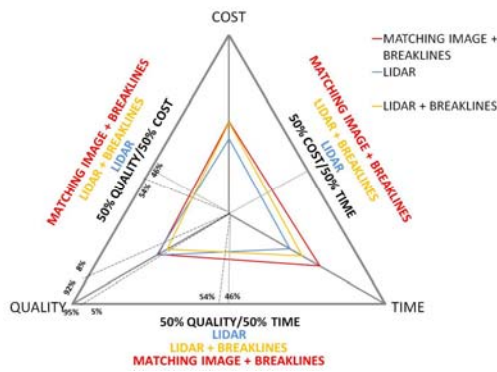 COST
MATCHING IMAGE +
BREAKLINES
LIDAR
LIDAR + BREAKLINES
MATCHING IMAGE + BREAKLINES
LIDAR + BREAKLINES
LIDAR
50% QUALITY/50% COST
MATCHING IMAGE + BREAKLINES
LIDAR + BREAKLINES
LIDAR
50% COST/50% TIME
54%
46%
92%
8%
QUALITY
95%
5%
54%
46%
TIME
50% QUALITY/50% TIME
LIDAR
LIDAR + BREAKLINES
MATCHING IMAGE + BREAKLINES